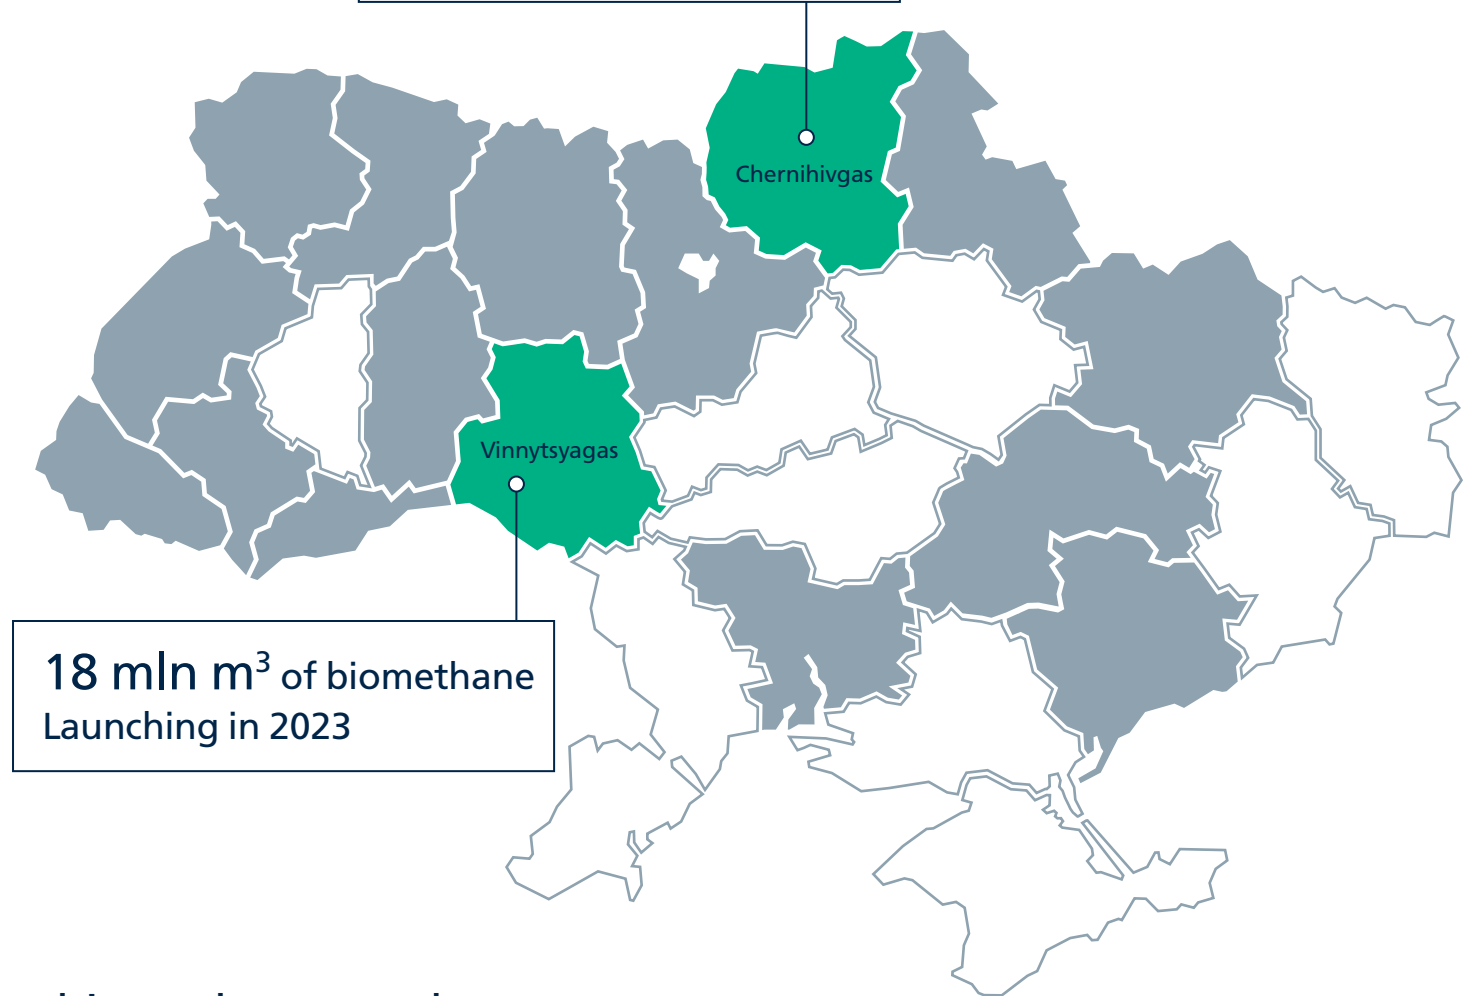 Chernihivgas
Vinnytsyagas
18 mln m³ of biomethane
Launching in 2023